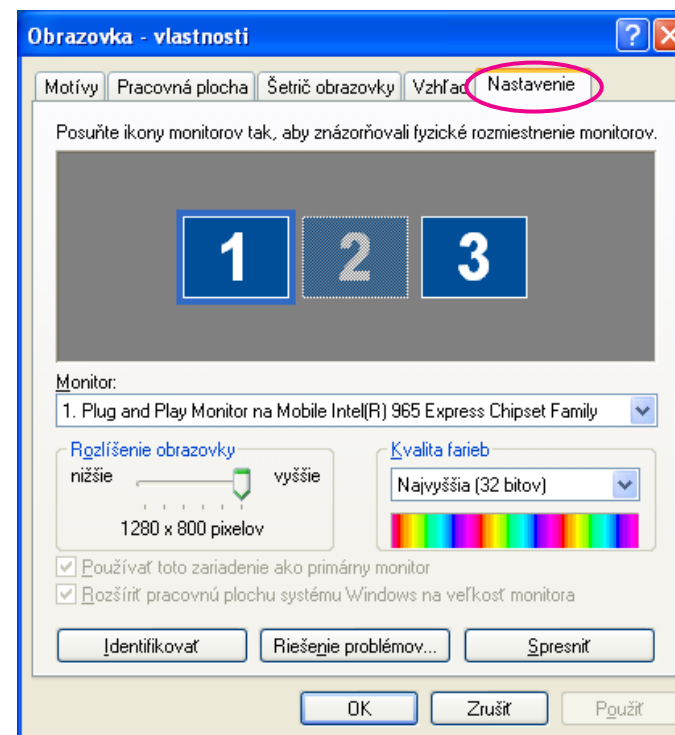 Obrazovka - vlastnosti
Motívy Pracovná plocha Šetrič obrazovky Vzhľad Nastavenie
Posuňte ikony monitorov tak, aby znázorňovali fyzické rozmiestnenie monitorov.
1 2 3
Monitor:
1. Plug and Play Monitor na Mobile Intel(R) 965 Express Chipset Family
Rozlíšenie obrazovky
nižšie vyššie
1280 x 800 pixelov
Kvalita farieb
Najvyššia (32 bitov)
Používať toto zariadenie ako primárny monitor
Rozšíriť pracovnú plochu systému Windows na veľkosť monitora
Identifikovať Riešenie problémov... Spresniť
OK Zrušiť Použiť